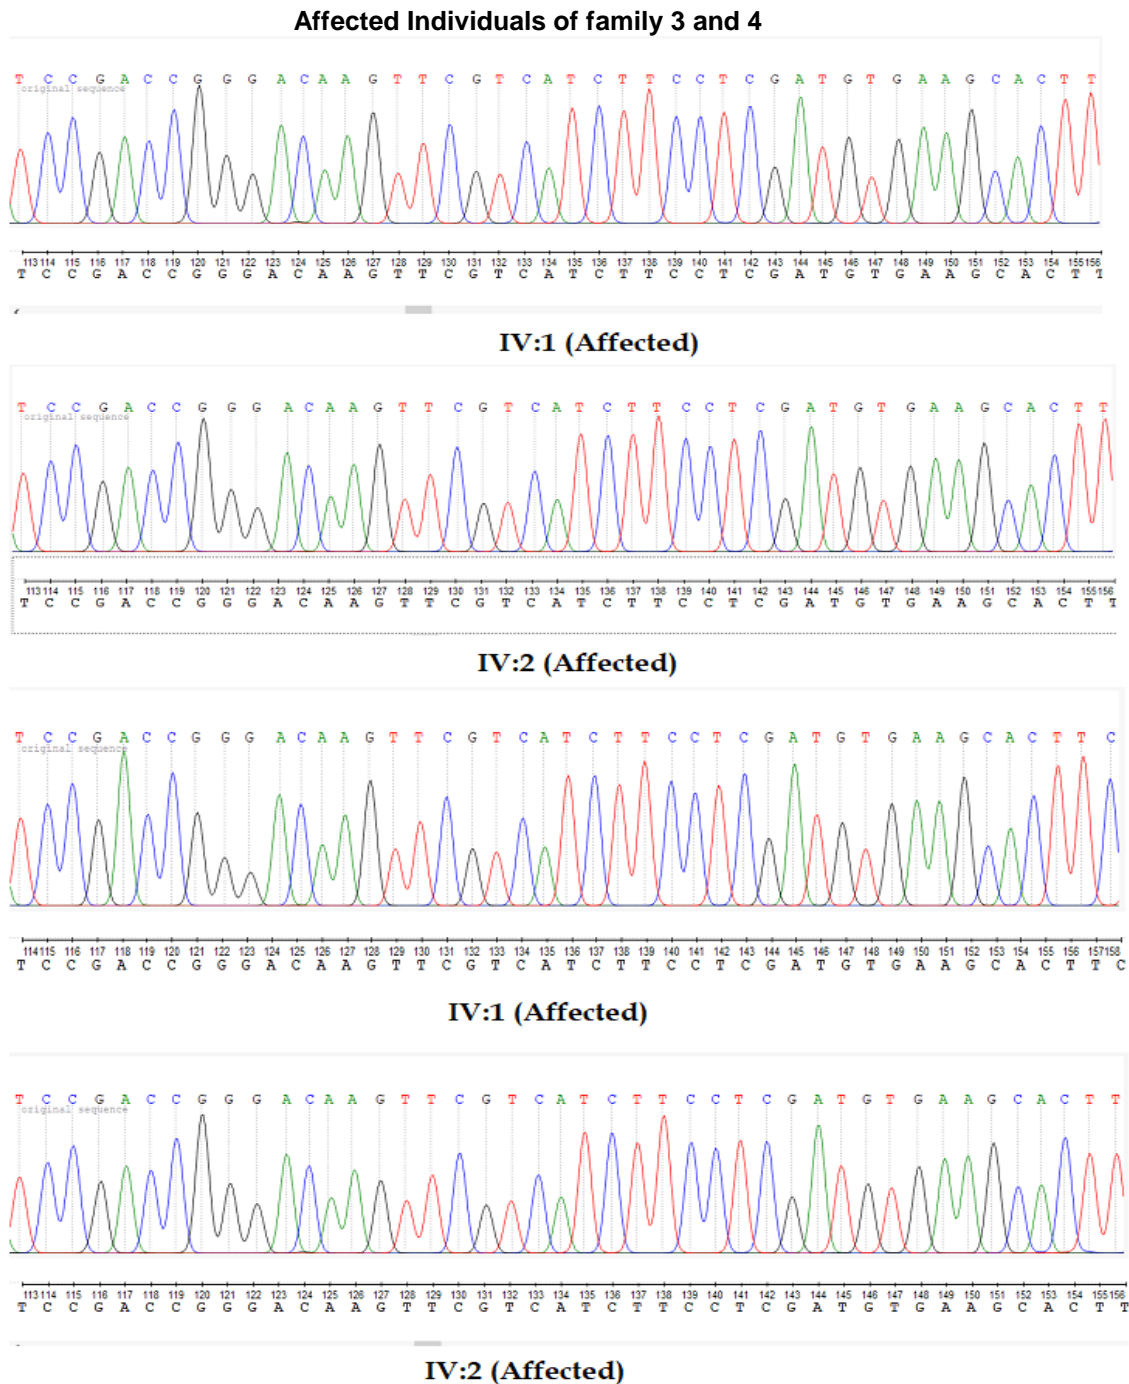 Affected Individuals of family 3 and 4
T C C G A C C G G G A C A A G T T C G T C A T C T T C C T C G A T G T G A A G C A C T T
original sequence
113 114 115 116 117 118 119 120 121 122 123 124 125 126 127 128 129 130 131 132 133 134 135 136 137 138 139 140 141 142 143 144 145 146 147 148 149 150 151 152 153 154 155 156
T C C G A C C G G G A C A A G T T C G T C A T C T T C C T C G A T G T G A A G C A C T T
IV:1 (Affected)
T C C G A C C G G G A C A A G T T C G T C A T C T T C C T C G A T G T G A A G C A C T T
original sequence
113 114 115 116 117 118 119 120 121 122 123 124 125 126 127 128 129 130 131 132 133 134 135 136 137 138 139 140 141 142 143 144 145 146 147 148 149 150 151 152 153 154 155 156
T C C G A C C G G G A C A A G T T C G T C A T C T T C C T C G A T G T G A A G C A C T T
IV:2 (Affected)
T C C G A C C G G G A C A A G T T C G T C A T C T T C C T C G A T G T G A A G C A C T T C
original sequence
114 115 116 117 118 119 120 121 122 123 124 125 126 127 128 129 130 131 132 133 134 135 136 137 138 139 140 141 142 143 144 145 146 147 148 149 150 151 152 153 154 155 156 157 158
T C C G A C C G G G A C A A G T T C G T C A T C T T C C T C G A T G T G A A G C A C T T C
IV:1 (Affected)
T C C G A C C G G G A C A A G T T C G T C A T C T T C C T C G A T G T G A A G C A C T T
original sequence
113 114 115 116 117 118 119 120 121 122 123 124 125 126 127 128 129 130 131 132 133 134 135 136 137 138 139 140 141 142 143 144 145 146 147 148 149 150 151 152 153 154 155 156
T C C G A C C G G G A C A A G T T C G T C A T C T T C C T C G A T G T G A A G C A C T T
IV:2 (Affected)